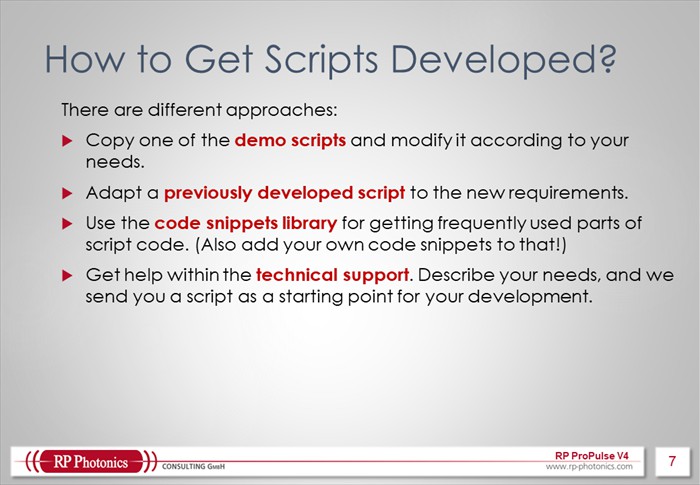 How to Get Scripts Developed?
There are different approaches:
Copy one of the demo scripts and modify it according to your
needs.
Adapt a previously developed script to the new requirements.
Use the code snippets library for getting frequently used parts of
script code. (Also add your own code snippets to that!)
Get help within the technical support. Describe your needs, and we
send you a script as a starting point for your development.
RP Photonics
CONSULTING GMBH
RP ProPulse V4
www.rp-photonics.com
7